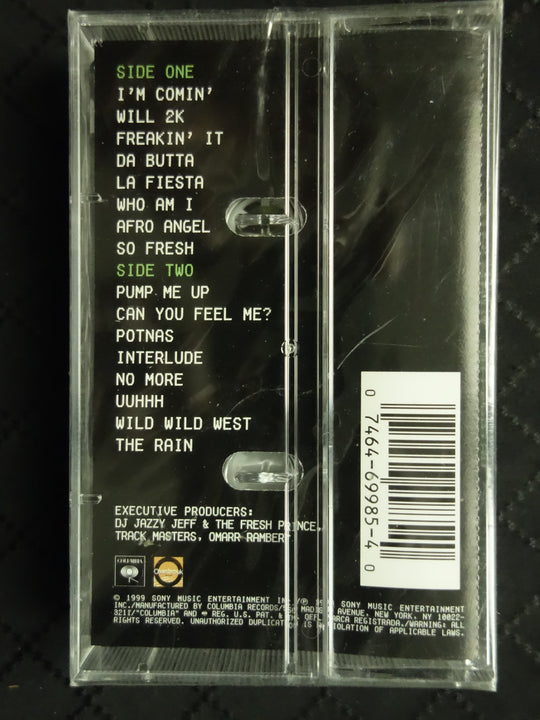 SIDE ONE
I'M COMIN'
WILL 2K
FREAKIN' IT
DA BUTTA
LA FIESTA
WHO AM I
AFRO ANGEL
SO FRESH
SIDE TWO
PUMP ME UP
CAN YOU FEEL ME?
POTNAS
INTERLUDE
NO MORE
UUHHH
WILD WILD WEST
THE RAIN
0 7464-69985-4 0
EXECUTIVE PRODUCERS:
DJ JAZZY JEFF & THE FRESH PRINCE,
TRACK MASTERS, OMARR RAMBERT
COLUMBIA
© 1999 SONY MUSIC ENTERTAINMENT SONY MUSIC ENTERTAINMENT
INC./MANUFACTURED BY COLUMBIA RECORDS/ AVENUE, NEW YORK, NY 10022-
3211/"COLUMBIA" AND REG. U.S. PAT. & MARCA REGISTRADA./WARNING: ALL
RIGHTS RESERVED. UNAUTHORIZED DUPLICATION IS A VIOLATION OF APPLICABLE LAWS.